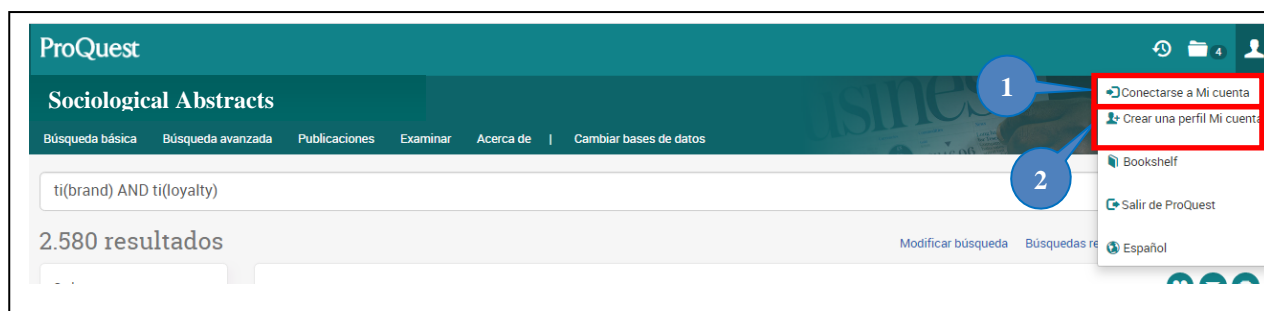 ProQuest
4
Sociological Abstracts
Búsqueda básica Búsqueda avanzada Publicaciones Examinar Acerca de | Cambiar bases de datos
1
Conectarse a Mi cuenta
Crear una perfil Mi cuenta
2
Bookshelf
Salir de ProQuest
Español
ti(brand) AND ti(loyalty)
2.580 resultados
Modificar búsqueda Búsquedas re